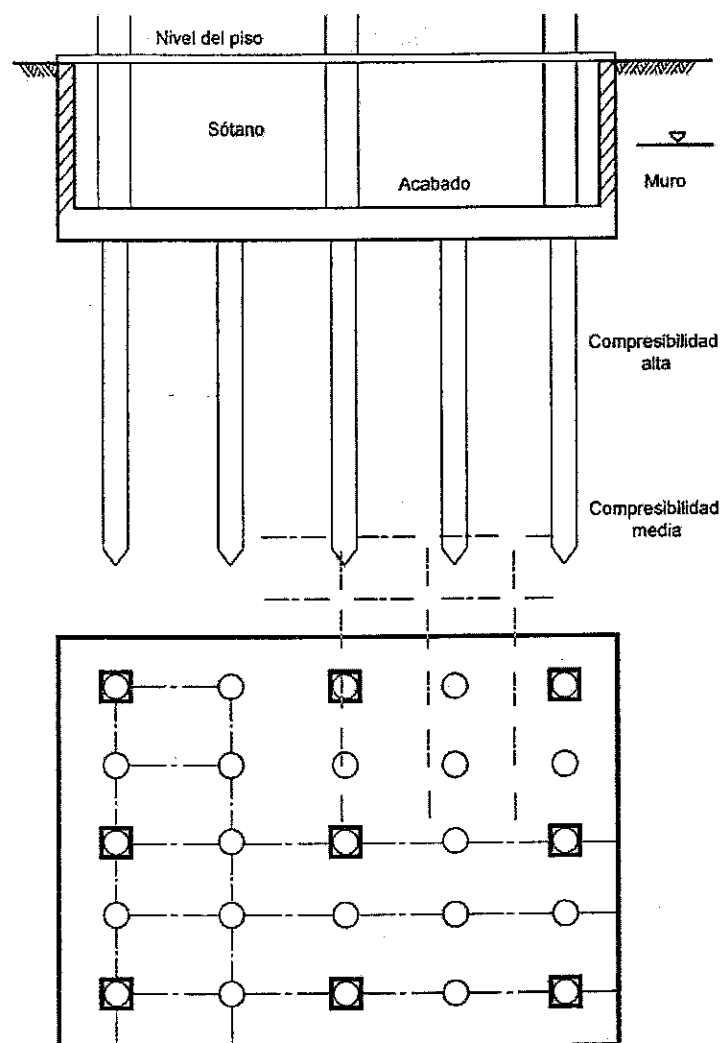 Nivel del piso
Sótano
Acabado
Muro
Compresibilidad
alta
Compresibilidad
media